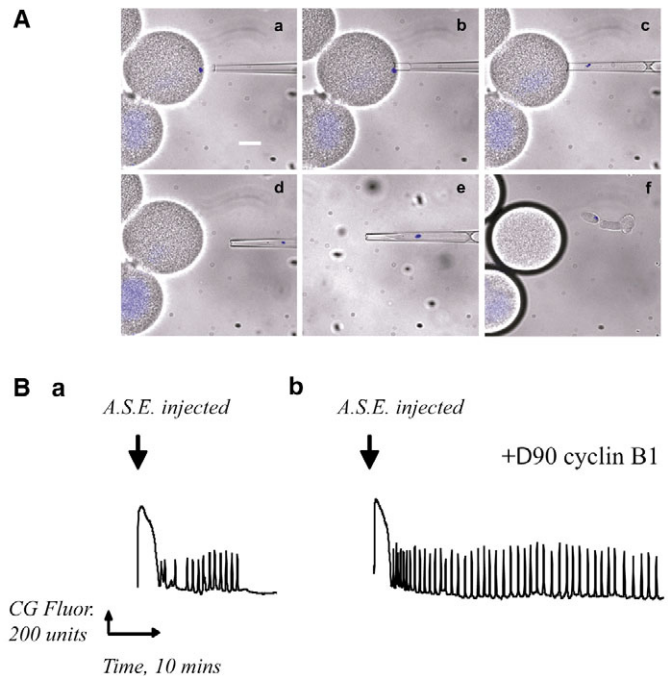 A
a
b
c
d
e
f
B a
b
A.S.E. injected
A.S.E. injected
+D90 cyclin B1
CG Fluor.
200 units
Time, 10 mins